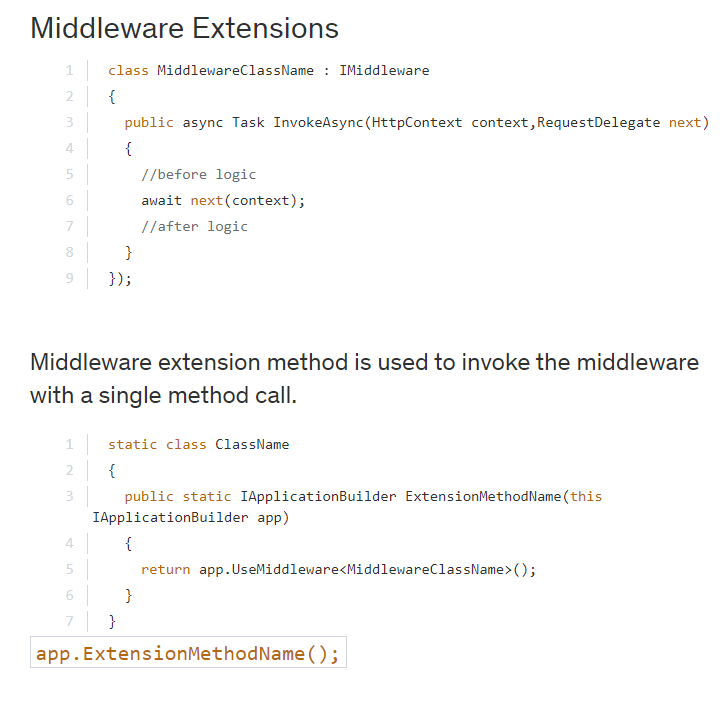 Middleware Extensions
1 class MiddlewareClassName : IMiddleware
2 {
3 public async Task InvokeAsync(HttpContext context,RequestDelegate next)
4 {
5 //before logic
6 await next(context);
7 //after logic
8 }
9 });
Middleware extension method is used to invoke the middleware
with a single method call.
1 static class ClassName
2 {
3 public static IApplicationBuilder ExtensionMethodName(this
IApplicationBuilder app)
4 {
5 return app.UseMiddleware<MiddlewareClassName>();
6 }
7 }
app.ExtensionMethodName();